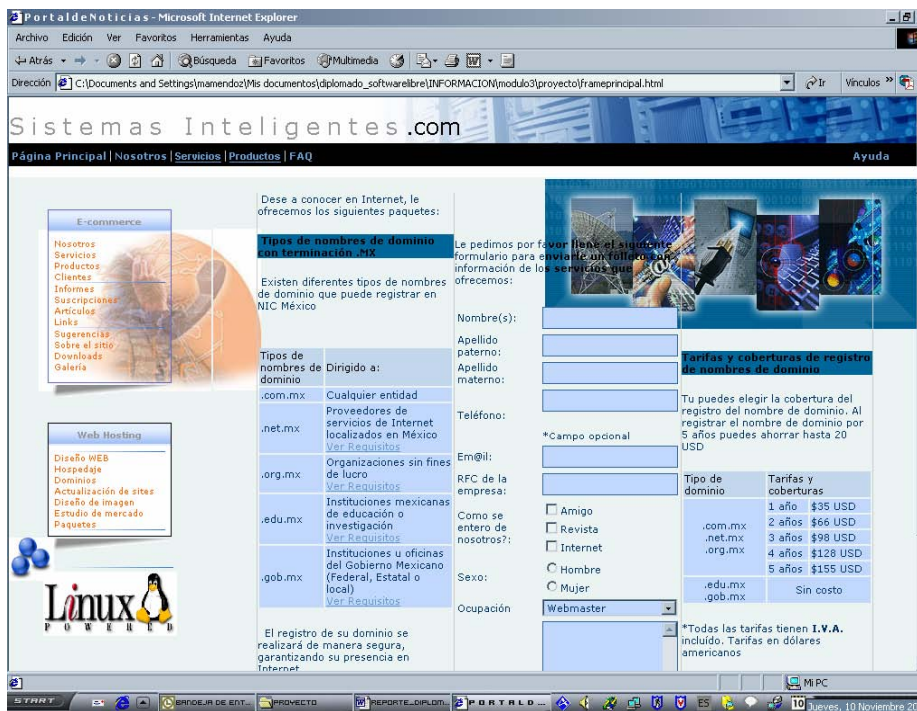 PortaldeNoticias - Microsoft Internet Explorer
Archivo Edición Ver Favoritos Herramientas Ayuda
Atrás Búsqueda Favoritos Multimedia
Dirección C:\Documents and Settings\mamendoz\Mis documentos\diplomado_softwarelibre\INFORMACION\modulo3\proyecto\frameprincipal.html Ir Vínculos »
Sistemas Inteligentes.com
Página Principal | Nosotros | Servicios | Productos | FAQ Ayuda
E-commerce
Nosotros
Servicios
Productos
Clientes
Informes
Suscripciones
Artículos
Links
Sugerencias
Sobre el sitio
Downloads
Galería
Web Hosting
Diseño WEB
Hospedaje
Dominios
Actualización de sites
Diseño de imagen
Estudio de mercado
Paquetes
Linux
POWERED
Dese a conocer en Internet, le
ofrecemos los siguientes paquetes:
Tipos de nombres de dominio
con terminación .MX
Existen diferentes tipos de nombres
de dominio que puede registrar en
NIC México
Tipos de
nombres de
dominio
Dirigido a:
.com.mx Cualquier entidad
.net.mx
Proveedores de
servicios de Internet
localizados en México
Ver Requisitos
.org.mx
Organizaciones sin fines
de lucro
Ver Requisitos
.edu.mx
Instituciones mexicanas
de educación o
investigación
Ver Requisitos
.gob.mx
Instituciones u oficinas
del Gobierno Mexicano
(Federal, Estatal o
local)
Ver Requisitos
El registro de su dominio se
realizará de manera segura,
garantizando su presencia en
Internet
Le pedimos por favor llene el siguiente
formulario para enviarle un folleto con
información de los servicios que
ofrecemos:
Nombre(s):
Apellido
paterno:
Apellido
materno:
Teléfono:
*Campo opcional
Em@il:
RFC de la
empresa:
Como se
entero de
nosotros?:
Amigo
Revista
Internet
Sexo:
Hombre
Mujer
Ocupación Webmaster
Tarifas y coberturas de registro
de nombres de dominio
Tu puedes elegir la cobertura del
registro del nombre de dominio. Al
registrar el nombre de dominio por
5 años puedes ahorrar hasta 20
USD
Tipo de
dominio
Tarifas y
coberturas
.com.mx
.net.mx
.org.mx
1 año $35 USD
2 años $66 USD
3 años $98 USD
4 años $128 USD
5 años $155 USD
.edu.mx
.gob.mx
Sin costo
*Todas las tarifas tienen I.V.A.
incluído. Tarifas en dólares
americanos
Mi PC
START BANDEJA DE ENT... PROYECTO REPORTE_DIPLOM... PORTALD... ES 10 Jueves, 10 Noviembre 20